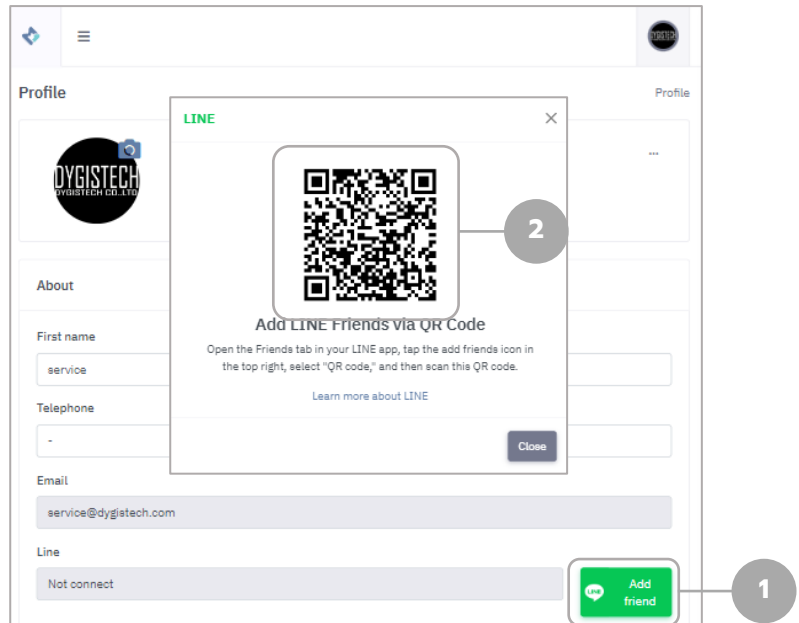 DYGISTECH
Profile
Profile
LINE
DYGISTECH
DYGISTECH CO.,LTD
...
2
Add LINE Friends via QR Code
Open the Friends tab in your LINE app, tap the add friends icon in
the top right, select "QR code," and then scan this QR code.
Learn more about LINE
Close
About
First name
service
Telephone
-
Email
service@dygistech.com
Line
Not connect
LINE
Add
friend
1